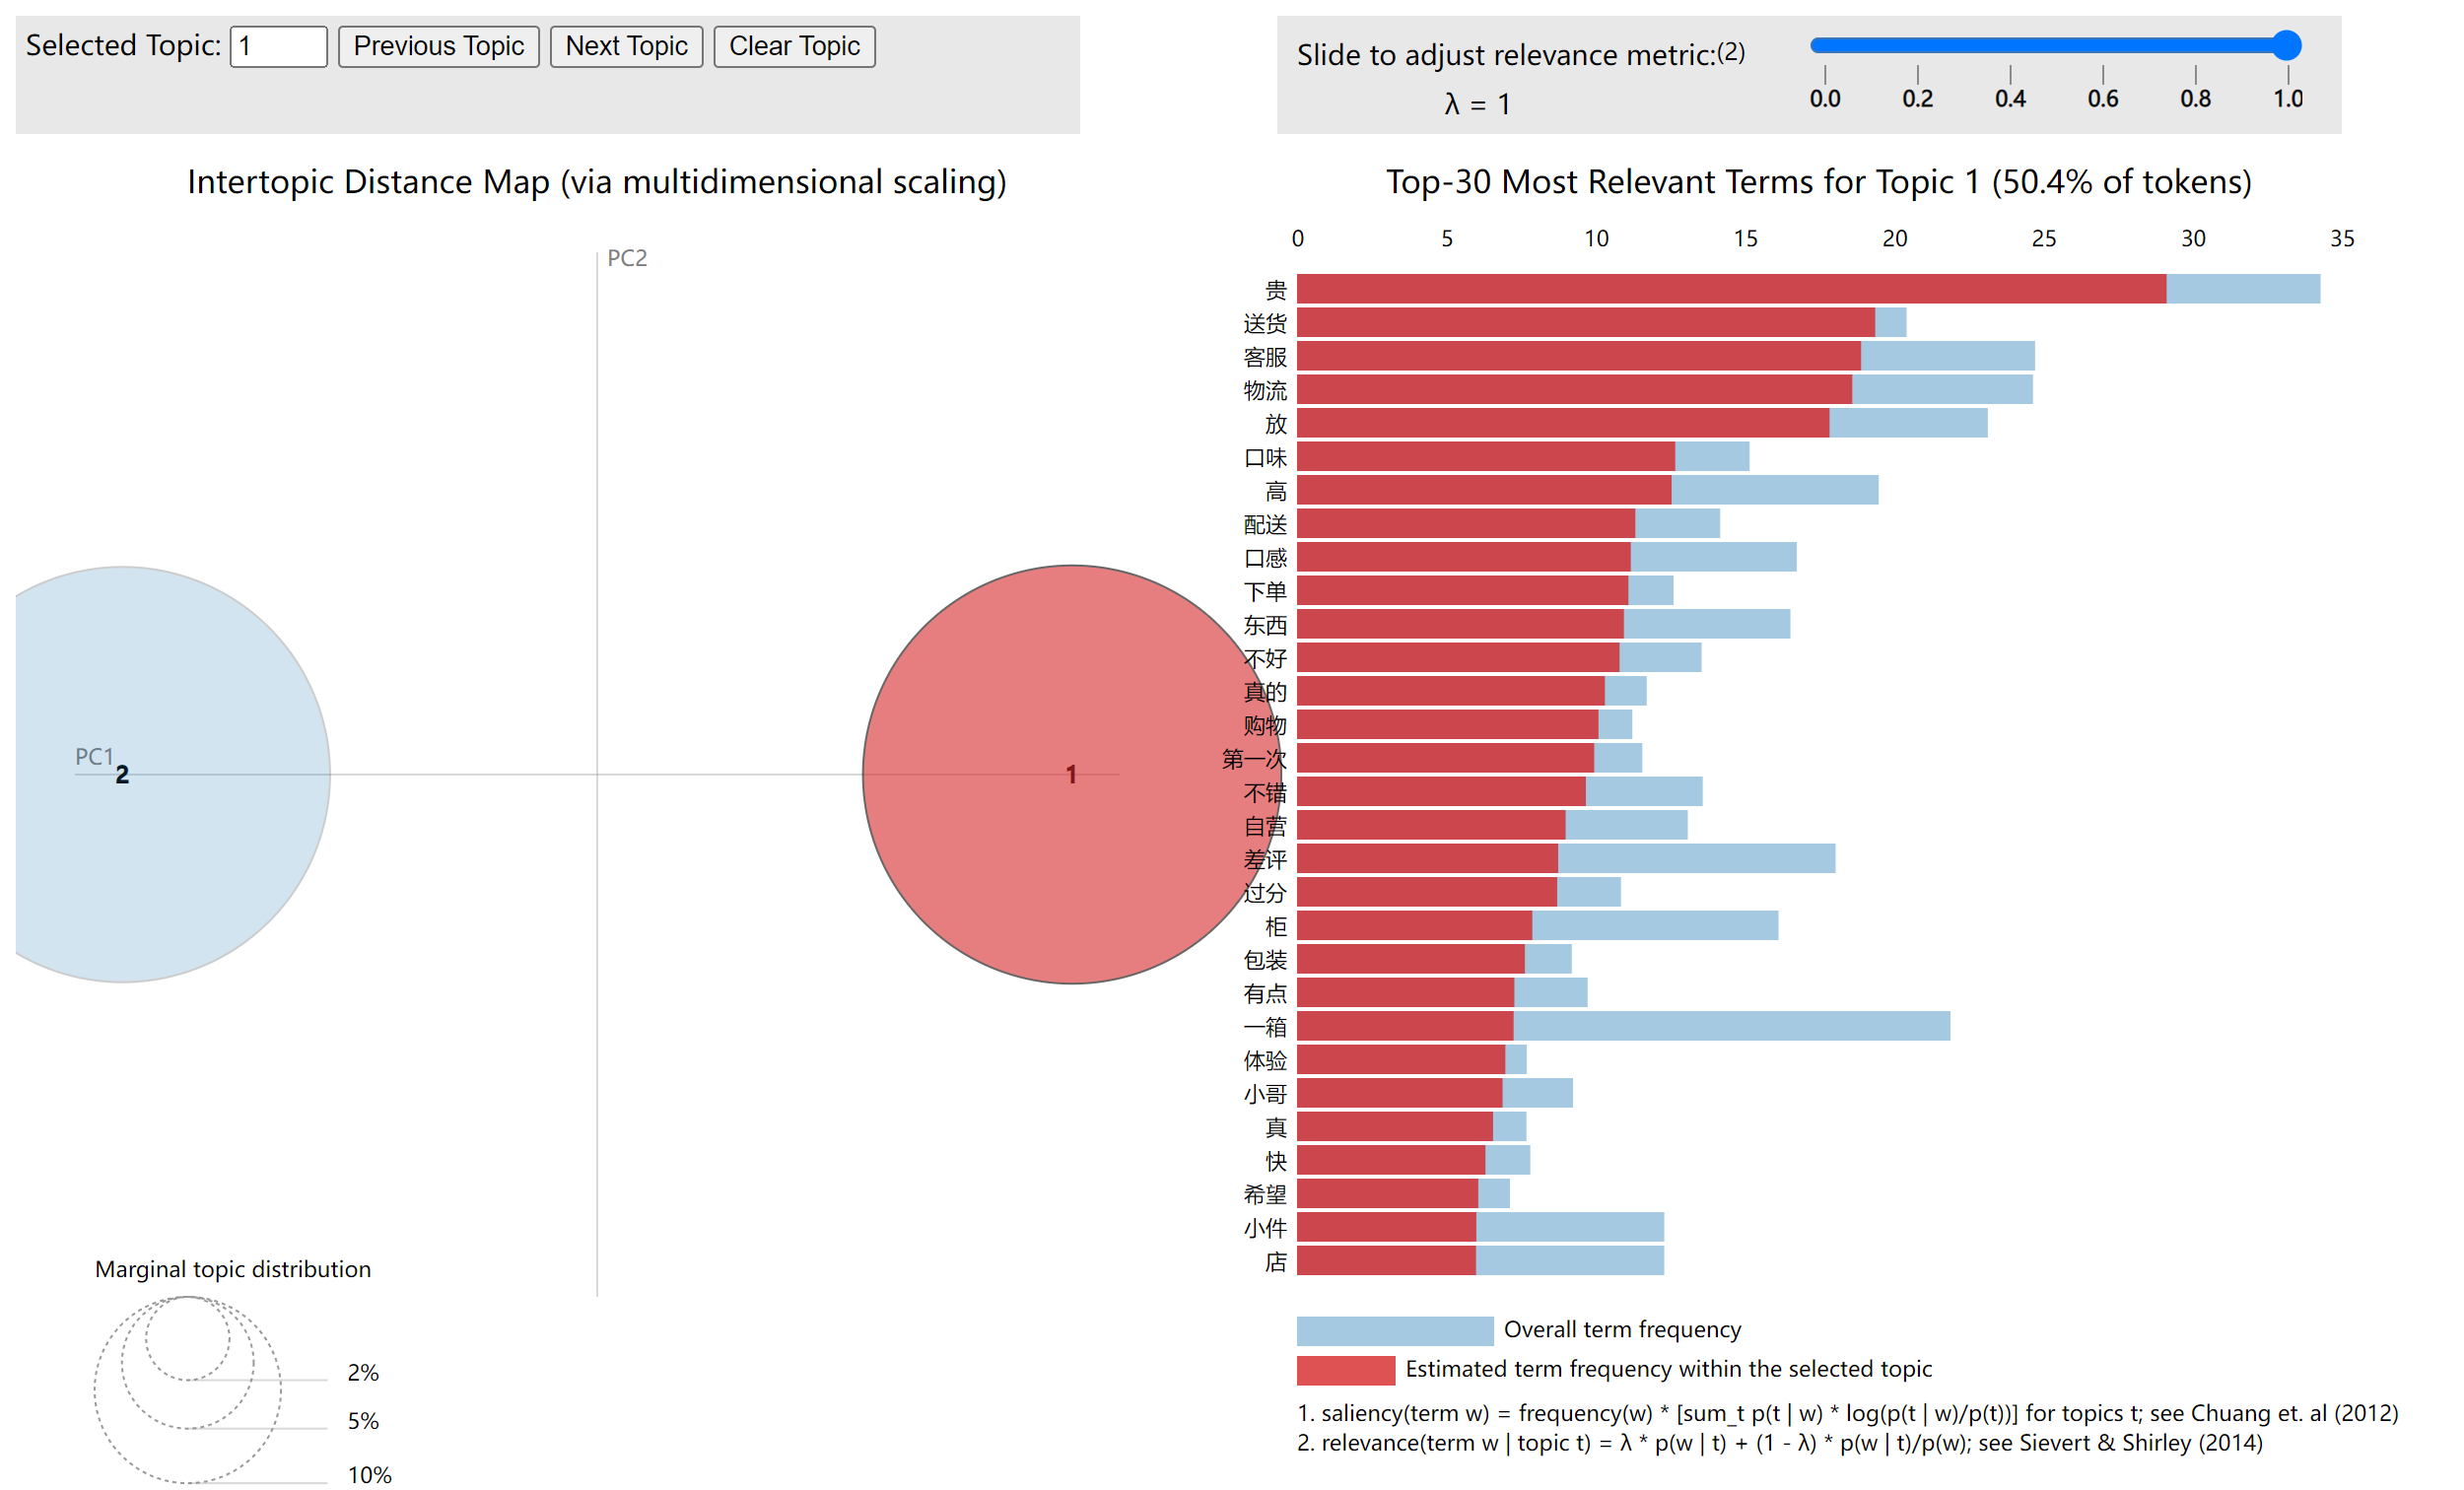 Selected Topic: 1 Previous Topic Next Topic Clear Topic
Slide to adjust relevance metric:(2)
λ = 1
0.0 0.2 0.4 0.6 0.8 1.0
Intertopic Distance Map (via multidimensional scaling)
PC2
PC1
2
1
Marginal topic distribution
2%
5%
10%
Top-30 Most Relevant Terms for Topic 1 (50.4% of tokens)
0 5 10 15 20 25 30 35
贵
送货
客服
物流
放
口味
高
配送
口感
下单
东西
不好
真的
购物
第一次
不错
自营
差评
过分
柜
包装
有点
一箱
体验
小哥
真
快
希望
小件
店
Overall term frequency
Estimated term frequency within the selected topic
1. saliency(term w) = frequency(w) * [sum_t p(t | w) * log(p(t | w)/p(t))] for topics t; see Chuang et. al (2012)
2. relevance(term w | topic t) = λ * p(w | t) + (1 - λ) * p(w | t)/p(w); see Sievert & Shirley (2014)